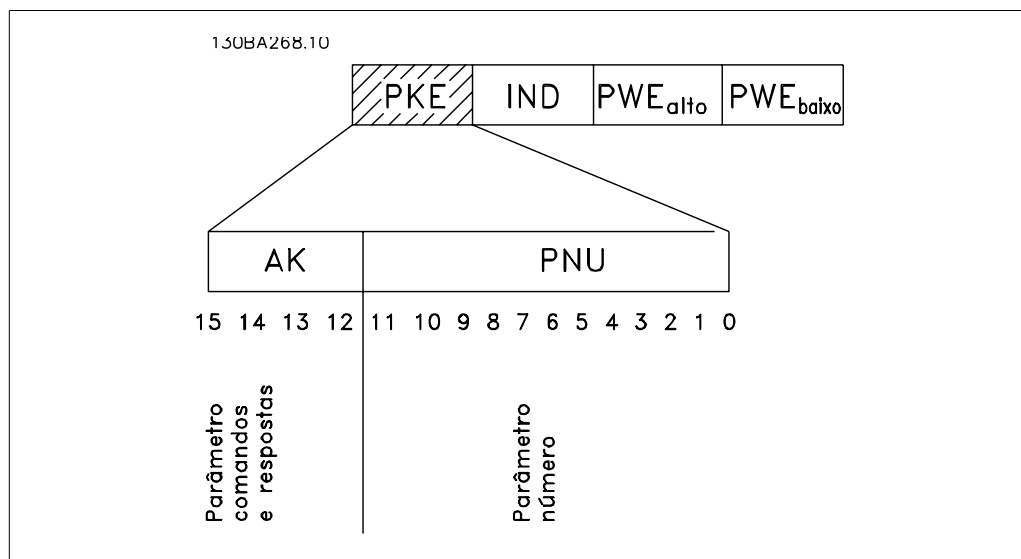 130BA268.10
PKE IND PWEalto PWEbaixo
AK PNU
15 14 13 12 11 10 9 8 7 6 5 4 3 2 1 0
Parâmetro
comandos
e respostas
Parâmetro
número